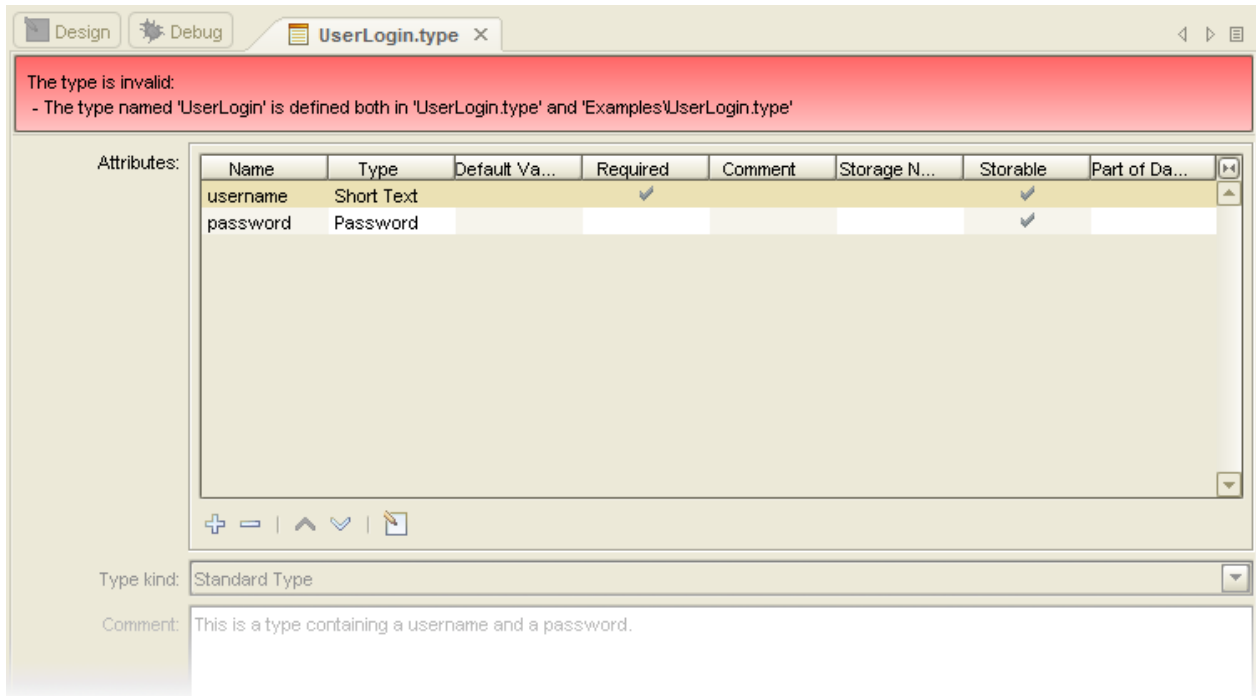 Design
Debug
UserLogin.type
The type is invalid:
- The type named 'UserLogin' is defined both in 'UserLogin.type' and 'Examples\UserLogin.type'
Attributes:
Name Type Default Va... Required Comment Storage N... Storable Part of Da...
username Short Text
password Password
Type kind: Standard Type
Comment: This is a type containing a username and a password.